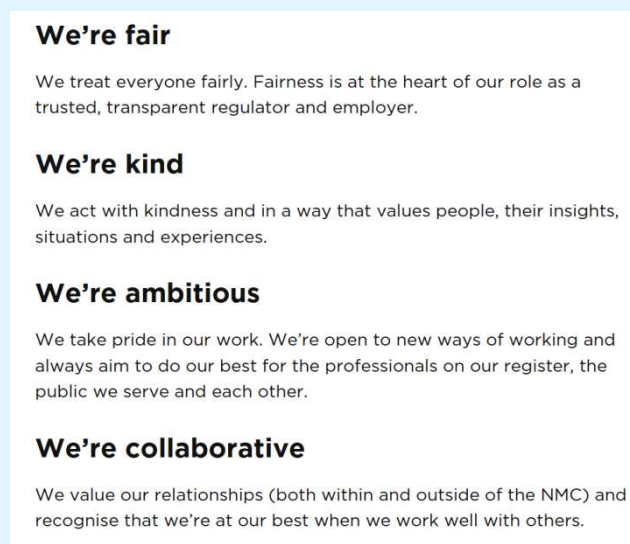 We’re fair
We treat everyone fairly. Fairness is at the heart of our role as a
trusted, transparent regulator and employer.
We’re kind
We act with kindness and in a way that values people, their insights,
situations and experiences.
We’re ambitious
We take pride in our work. We’re open to new ways of working and
always aim to do our best for the professionals on our register, the
public we serve and each other.
We’re collaborative
We value our relationships (both within and outside of the NMC) and
recognise that we’re at our best when we work well with others.